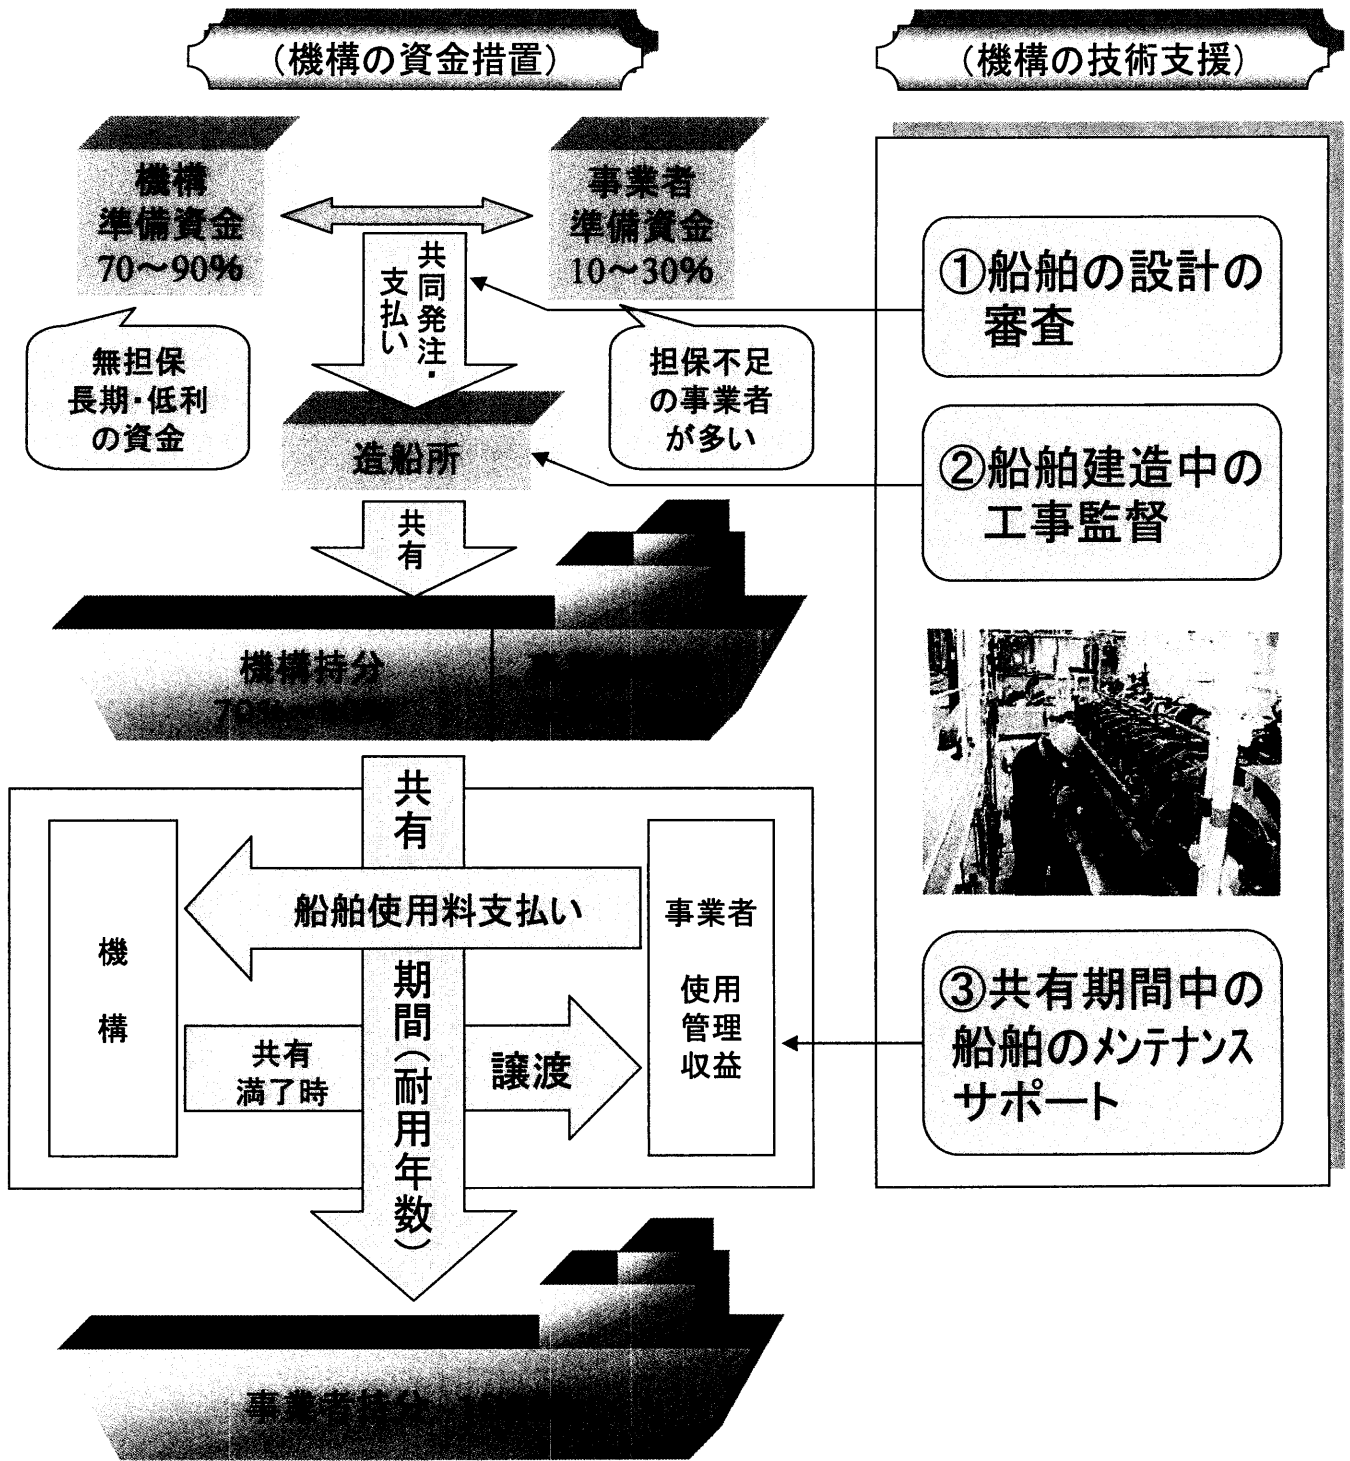 (機構の資金措置)
(機構の技術支援)
機構
準備資金
70～90%
事業者
準備資金
10～30%
共同発注・
支払い
無担保
長期・低利
の資金
担保不足
の事業者
が多い
造船所
共有
機構持分
共有期間(耐用年数)
機構
船舶使用料支払い
共有
満了時
譲渡
事業者
使用
管理
収益
事業者持分
①船舶の設計の
審査
②船舶建造中の
工事監督
③共有期間中の
船舶のメンテナンス
サポート